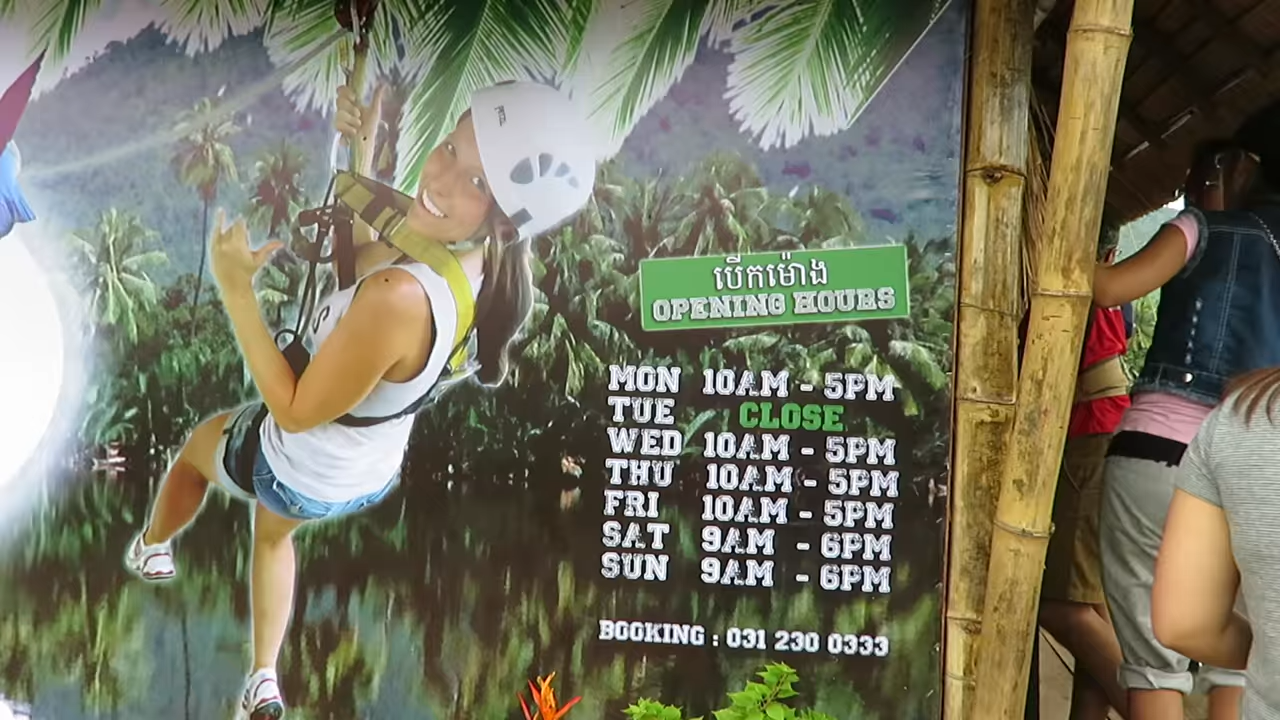 បើកម៉ោង
OPENING HOURS
MON 10AM - 5PM
TUE CLOSE
WED 10AM - 5PM
THU 10AM - 5PM
FRI 10AM - 5PM
SAT 9AM - 6PM
SUN 9AM - 6PM
BOOKING : 031 230 0333